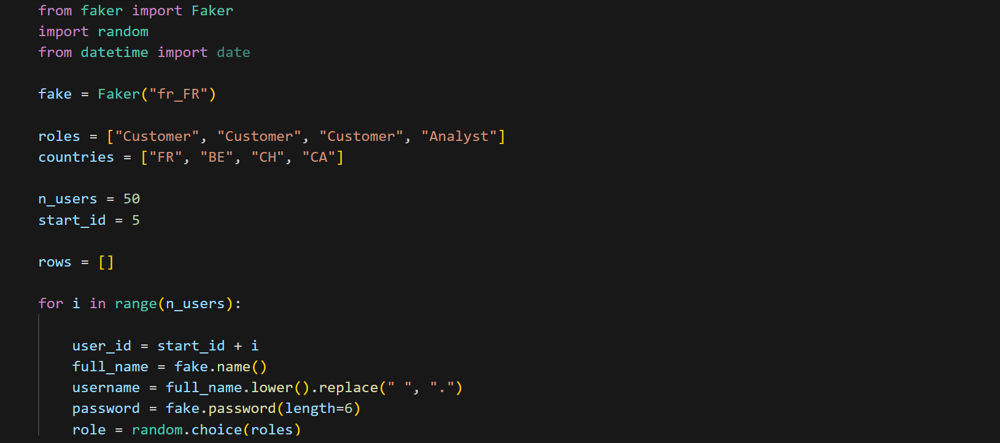 from faker import Faker
import random
from datetime import date
fake = Faker("fr_FR")
roles = ["Customer", "Customer", "Customer", "Analyst"]
countries = ["FR", "BE", "CH", "CA"]
n_users = 50
start_id = 5
rows = []
for i in range(n_users):
user_id = start_id + i
full_name = fake.name()
username = full_name.lower().replace(" ", ".")
password = fake.password(length=6)
role = random.choice(roles)